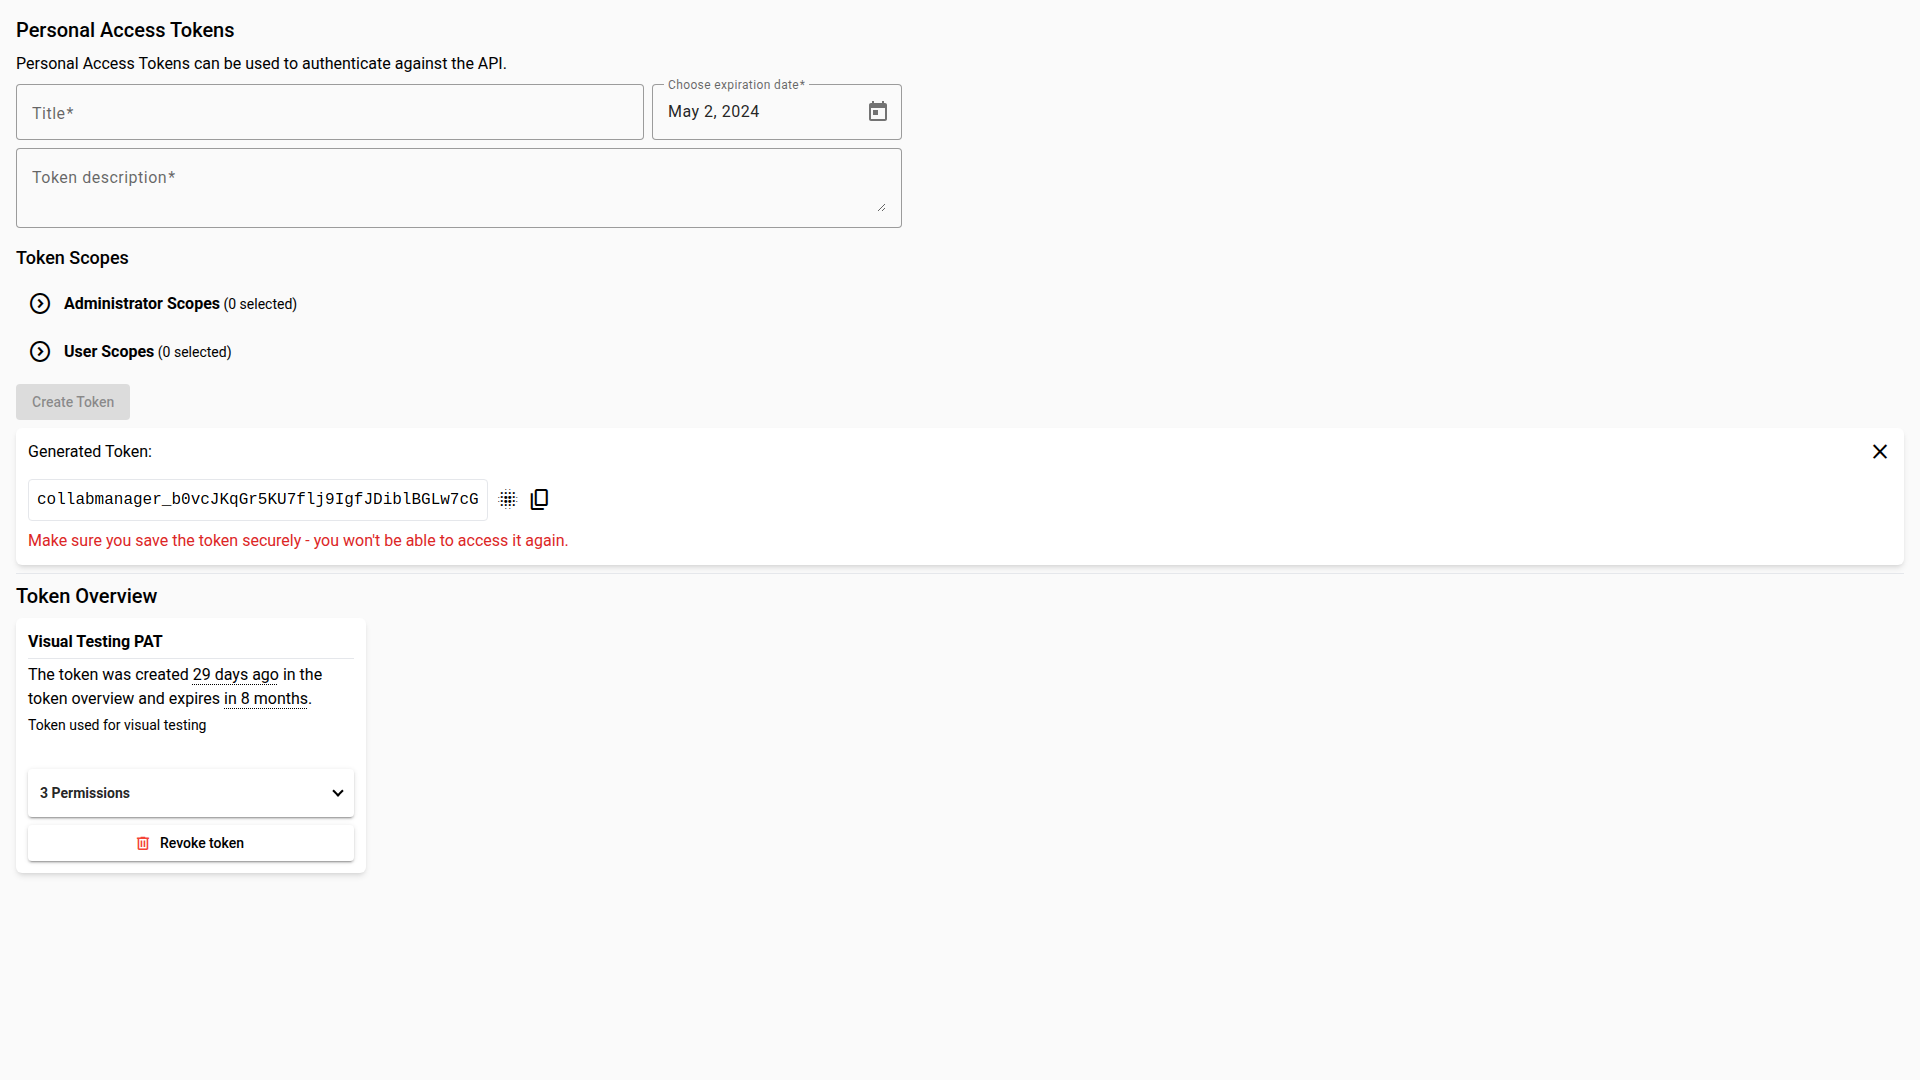 Personal Access Tokens
Personal Access Tokens can be used to authenticate against the API.
Title*
Choose expiration date*
May 2, 2024
Token description*
Token Scopes
Administrator Scopes (0 selected)
User Scopes (0 selected)
Create Token
Generated Token:
collabmanager_b0vcJKqGr5KU7flj9IgfJDiblBGLw7cG
Make sure you save the token securely - you won't be able to access it again.
Token Overview
Visual Testing PAT
The token was created 29 days ago in the
token overview and expires in 8 months.
Token used for visual testing
3 Permissions
Revoke token